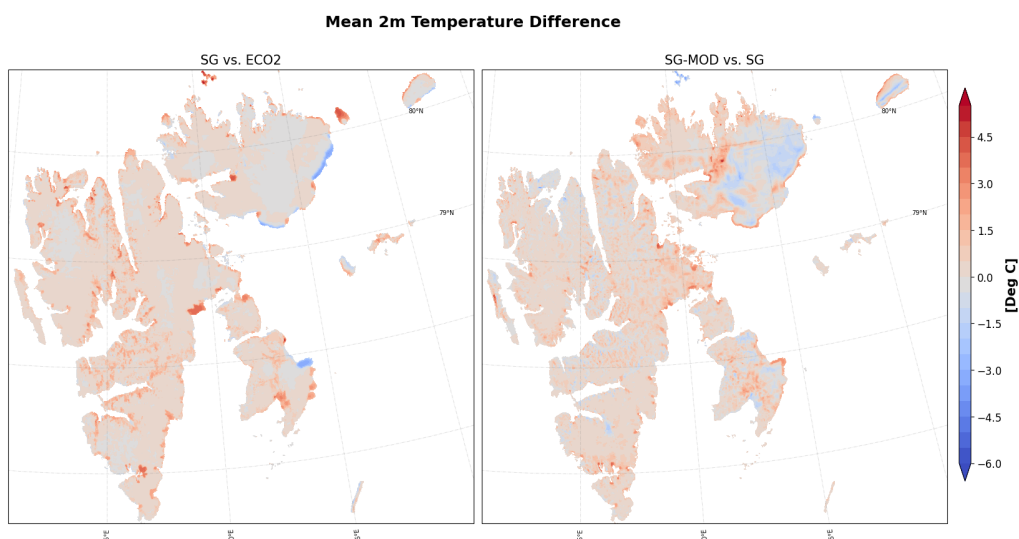 Mean 2m Temperature Difference
SG vs. ECO2
SG-MOD vs. SG
80°N
80°N
79°N
79°N
4.5
3.0
1.5
0.0
−1.5
−3.0
−4.5
−6.0
[Deg C]